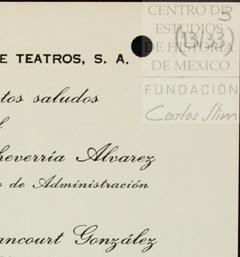 CENTRO DE
ESTUDIOS
DE HISTORIA
DE MEXICO
FUNDACIÓN
Carlos Slim
3
(13/33)
E TEATROS, S. A.
tos saludos
l
heverría Alvarez
o de Administración
ancourt González